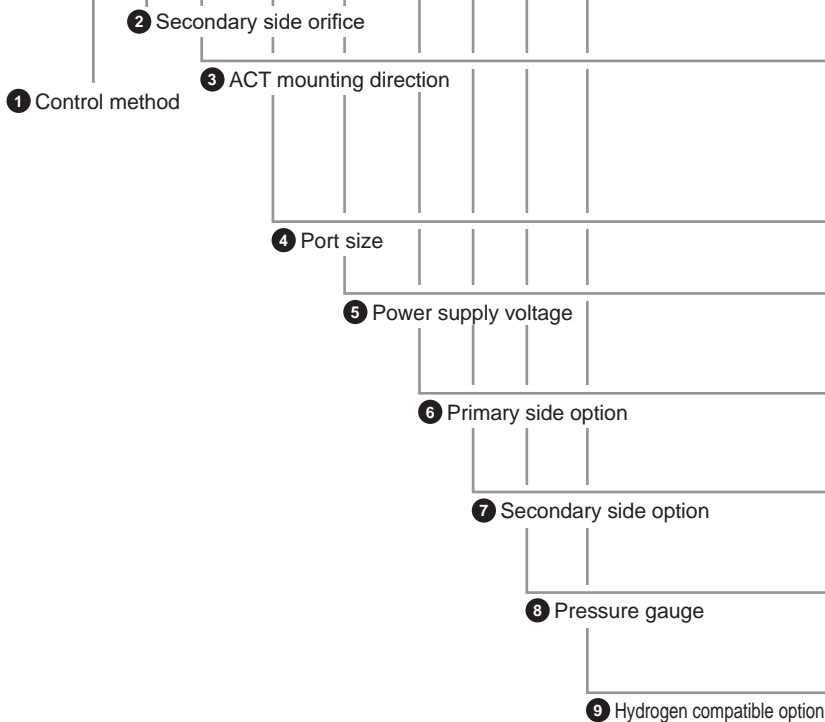 2 Secondary side orifice
3 ACT mounting direction
1 Control method
4 Port size
5 Power supply voltage
6 Primary side option
7 Secondary side option
8 Pressure gauge
9 Hydrogen compatible option